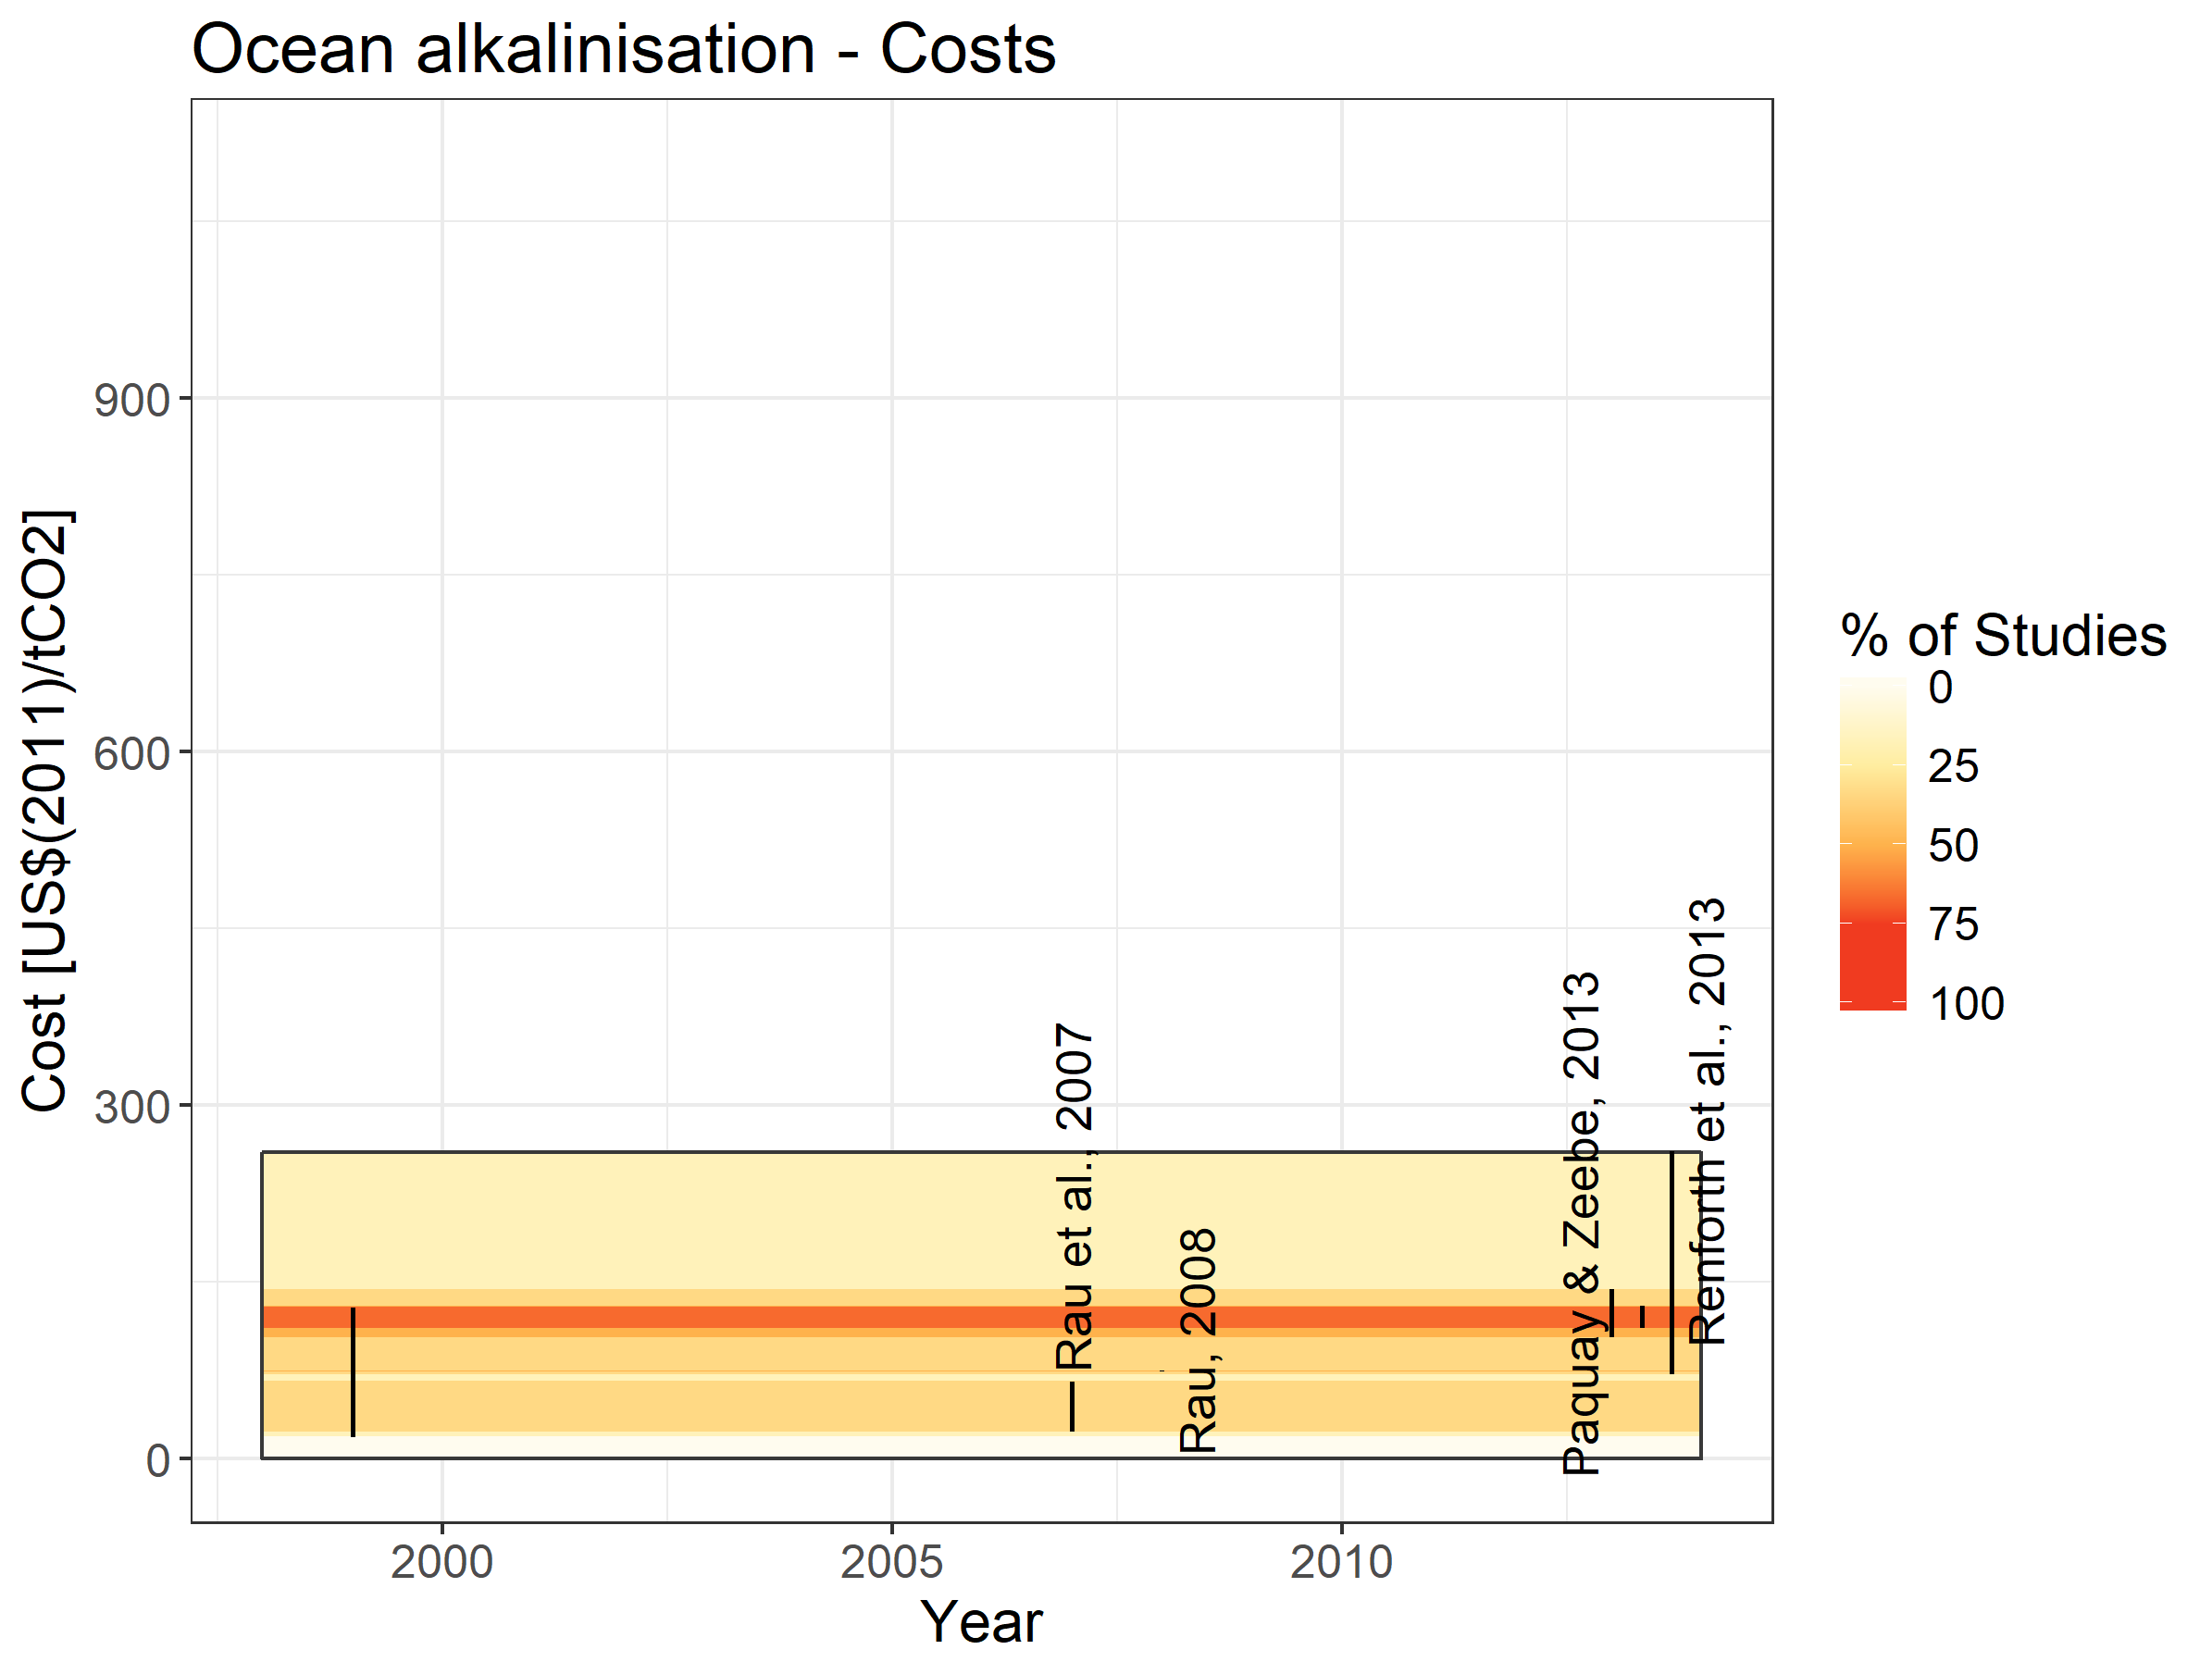 Ocean alkalinisation - Costs
Cost [US$(2011)/tCO2]
900
600
300
0
Rau et al., 2007
Rau, 2008
Paquay & Zeebe, 2013
Renforth et al., 2013
2000
2005
2010
Year
% of Studies
0
25
50
75
100